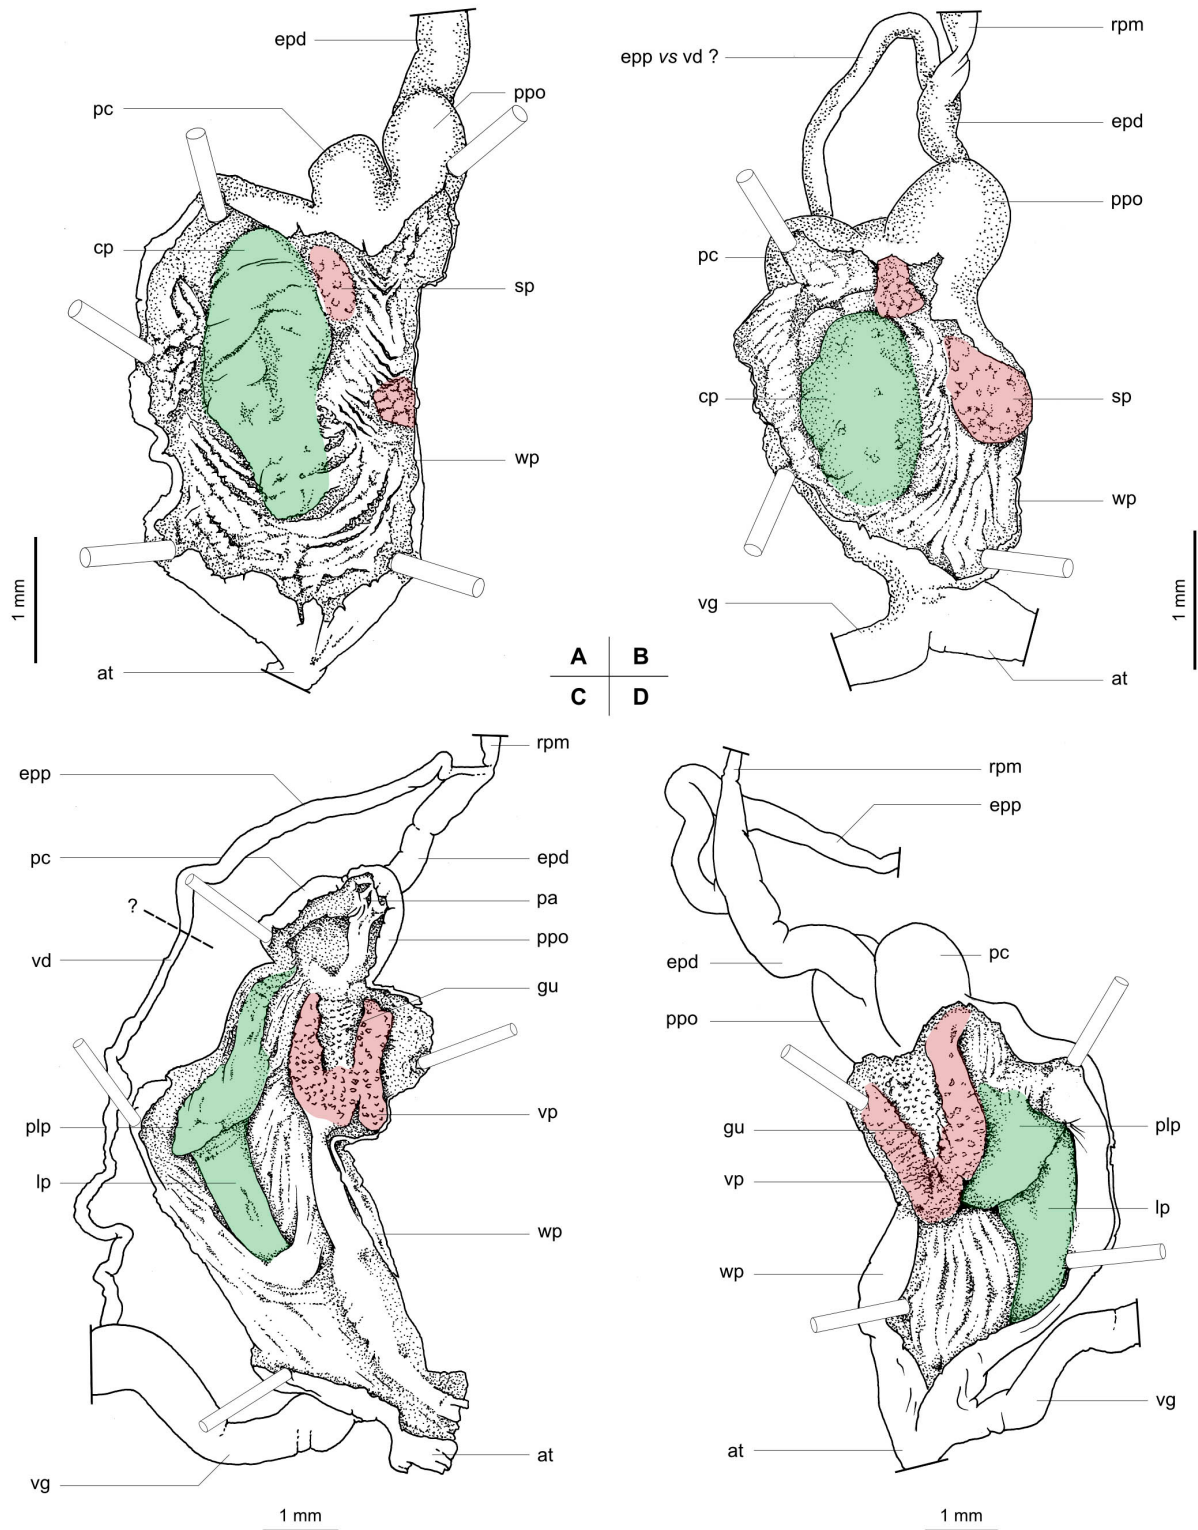 epd
pc
ppo
cp
sp
wp
1 mm
at
epp vs vd ?
rpm
epd
ppo
pc
cp
sp
wp
vg
1 mm
at
A B
C D
rpm
epp
pc
epd
?
pa
vd
ppo
gu
plp
vp
lp
wp
at
vg
1 mm
rpm
epp
epd
pc
ppo
gu
plp
vp
lp
wp
vg
at
1 mm